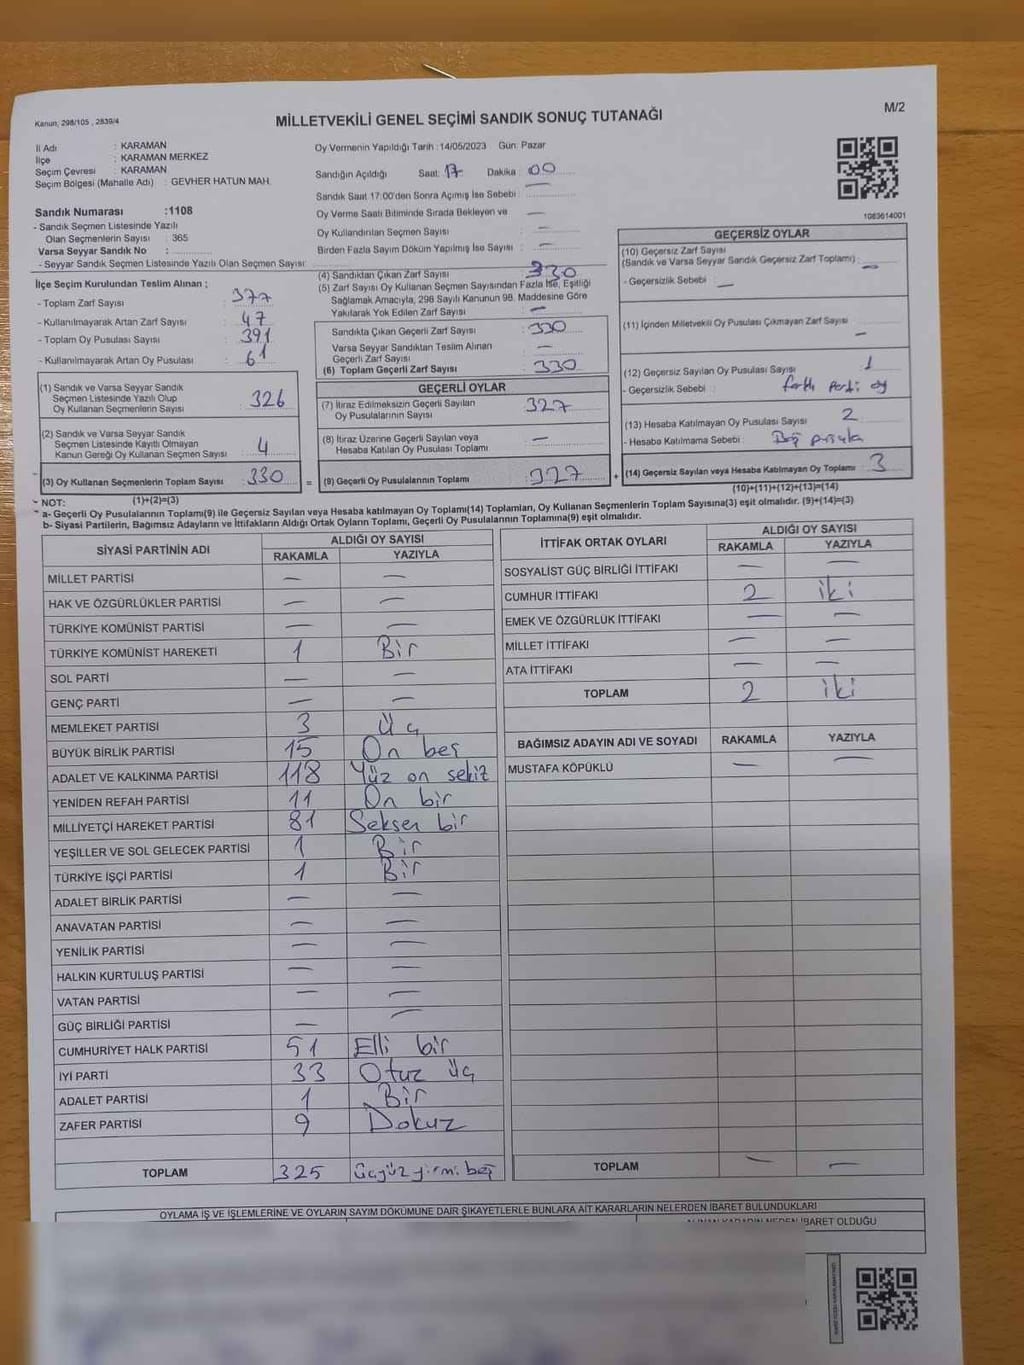 Kanun, 298/105 , 2839/4
MİLLETVEKİLİ GENEL SEÇİMİ SANDIK SONUÇ TUTANAĞI
M/2
İl Adı : KARAMAN
İlçe : KARAMAN MERKEZ
Seçim Çevresi : KARAMAN
Seçim Bölgesi (Mahalle Adı) : GEVHER HATUN MAH.
Sandık Numarası :1108
- Sandık Seçmen Listesinde Yazılı
Olan Seçmenlerin Sayısı : 365
Varsa Seyyar Sandık No :
- Seyyar Sandık Seçmen Listesinde Yazılı Olan Seçmen Sayısı:
Oy Vermenin Yapıldığı Tarih :14/05/2023 Gün: Pazar
Sandığın Açıldığı Saat: 17 Dakika : 00
Sandık Saat 17:00'den Sonra Açımış İse Sebebi : —
Oy Verme Saati Bitiminde Sırada Bekleyen ve —
Oy Kullandırılan Seçmen Sayısı : —
Birden Fazla Sayım Döküm Yapılmış İse Sayısı : —
1083614001
İlçe Seçim Kurulundan Teslim Alınan ;
- Toplam Zarf Sayısı : 377
- Kullanılmayarak Artan Zarf Sayısı : 47
- Toplam Oy Pusulası Sayısı : 391
- Kullanılmayarak Artan Oy Pusulası : 61
(1) Sandık ve Varsa Seyyar Sandık
Seçmen Listesinde Yazılı Olup
Oy Kullanan Seçmenlerin Sayısı 326
(2) Sandık ve Varsa Seyyar Sandık
Seçmen Listesinde Kayıtlı Olmayan
Kanun Gereği Oy Kullanan Seçmen Sayısı 4
(3) Oy Kullanan Seçmenlerin Toplam Sayısı 330 =
(4) Sandıktan Çıkan Zarf Sayısı 330
(5) Zarf Sayısı Oy Kullanan Seçmen Sayısından Fazla İse, Eşitliği
Sağlamak Amacıyla, 298 Sayılı Kanunun 98. Maddesine Göre
Yakılarak Yok Edilen Zarf Sayısı : —
Sandıkta Çıkan Geçerli Zarf Sayısı : 330
Varsa Seyyar Sandıktan Teslim Alınan
Geçerli Zarf Sayısı : —
(6) Toplam Geçerli Zarf Sayısı : 330
GEÇERLİ OYLAR
(7) İtiraz Edilmeksizin Geçerli Sayılan
Oy Pusulalarının Sayısı : 327
(8) İtiraz Üzerine Geçerli Sayılan veya
Hesaba Katılan Oy Pusulası Toplamı : —
(9) Geçerli Oy Pusulalarının Toplamı : 327 +
GEÇERSİZ OYLAR
(10) Geçersiz Zarf Sayısı
(Sandık ve Varsa Seyyar Sandık Geçersiz Zarf Toplamı) : —
- Geçersizlik Sebebi : —
(11) İçinden Milletvekili Oy Pusulası Çıkmayan Zarf Sayısı : —
(12) Geçersiz Sayılan Oy Pusulası Sayısı : 1
- Geçersizlik Sebebi : farklı parti oy
(13) Hesaba Katılmayan Oy Pusulası Sayısı : 2
- Hesaba Katılmama Sebebi : Boş pusula
(14) Geçersiz Sayılan veya Hesaba Katılmayan Oy Toplamı : 3
(10)+(11)+(12)+(13)=(14)
NOT: (1)+(2)=(3)
a- Geçerli Oy Pusulalarının Toplamı(9) ile Geçersiz Sayılan veya Hesaba katılmayan Oy Toplamı(14) Toplamları, Oy Kullanan Seçmenlerin Toplam Sayısına(3) eşit olmalıdır. (9)+(14)=(3)
b- Siyasi Partilerin, Bağımsız Adayların ve İttifakların Aldığı Ortak Oyların Toplamı, Geçerli Oy Pusulalarının Toplamına(9) eşit olmalıdır.
SİYASİ PARTİNİN ADI ALDIĞI OY SAYISI
RAKAMLA YAZIYLA
MİLLET PARTİSİ — —
HAK VE ÖZGÜRLÜKLER PARTİSİ — —
TÜRKİYE KOMÜNİST PARTİSİ — —
TÜRKİYE KOMÜNİST HAREKETİ 1 Bir
SOL PARTİ — —
GENÇ PARTİ — —
MEMLEKET PARTİSİ 3 Üç
BÜYÜK BİRLİK PARTİSİ 15 On beş
ADALET VE KALKINMA PARTİSİ 118 Yüz on sekiz
YENİDEN REFAH PARTİSİ 11 On bir
MİLLİYETÇİ HAREKET PARTİSİ 81 Seksen bir
YEŞİLLER VE SOL GELECEK PARTİSİ 1 Bir
TÜRKİYE İŞÇİ PARTİSİ 1 Bir
ADALET BİRLİK PARTİSİ — —
ANAVATAN PARTİSİ — —
YENİLİK PARTİSİ — —
HALKIN KURTULUŞ PARTİSİ — —
VATAN PARTİSİ — —
GÜÇ BİRLİĞİ PARTİSİ — —
CUMHURİYET HALK PARTİSİ 51 Elli bir
İYİ PARTİ 33 Otuz üç
ADALET PARTİSİ 1 Bir
ZAFER PARTİSİ 9 Dokuz
TOPLAM 325 üçyüz yirmi beş
İTTİFAK ORTAK OYLARI ALDIĞI OY SAYISI
RAKAMLA YAZIYLA
SOSYALİST GÜÇ BİRLİĞİ İTTİFAKI — —
CUMHUR İTTİFAKI 2 iki
EMEK VE ÖZGÜRLÜK İTTİFAKI — —
MİLLET İTTİFAKI — —
ATA İTTİFAKI — —
TOPLAM 2 iki
BAĞIMSIZ ADAYIN ADI VE SOYADI RAKAMLA YAZIYLA
MUSTAFA KÖPÜKLÜ — —
TOPLAM — —
OYLAMA İŞ VE İŞLEMLERİNE VE OYLARIN SAYIM DÖKÜMÜNE DAİR ŞİKAYETLERLE BUNLARA AİT KARARLARIN NELERDEN İBARET BULUNDUKLARI
ALINAN KARARIN NEDEN İBARET OLDUĞU